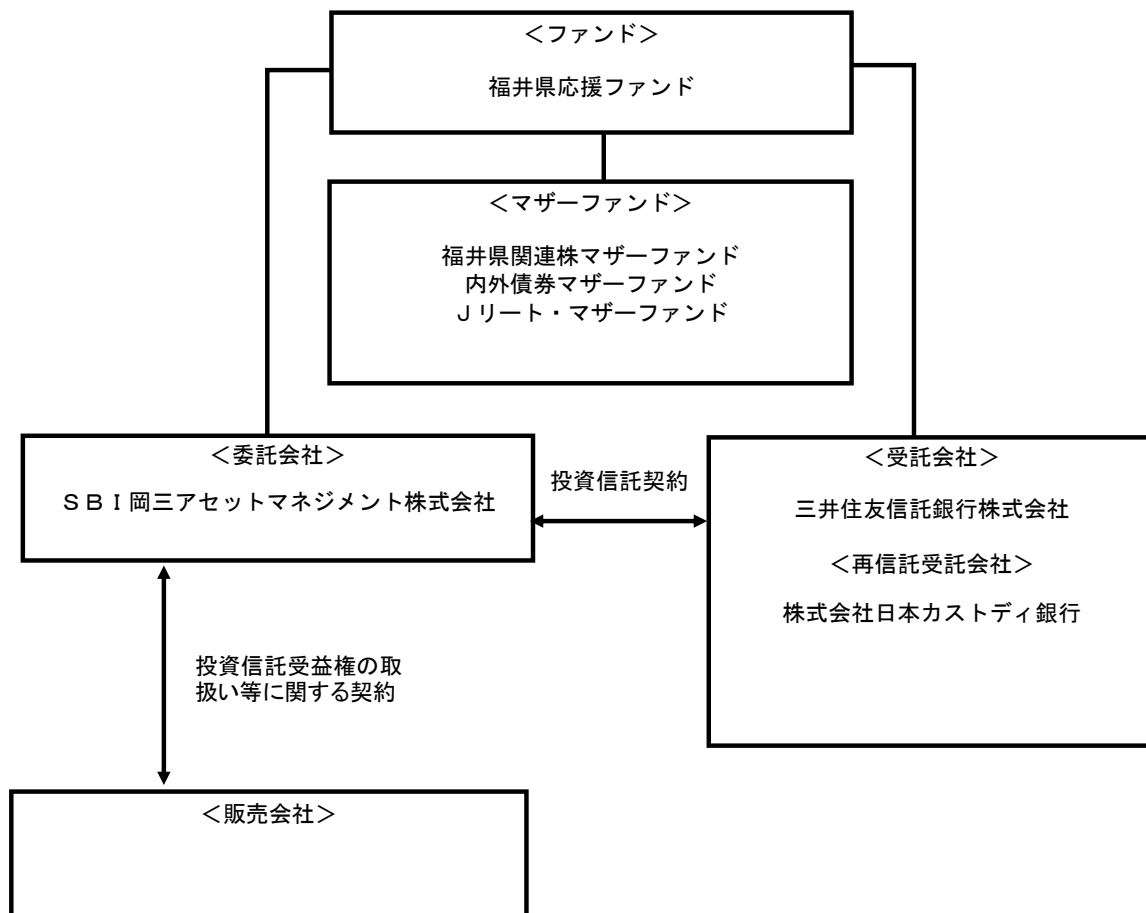 ＜ファンド＞
福井県応援ファンド
＜マザーファンド＞
福井県関連株マザーファンド
内外債券マザーファンド
Ｊリート・マザーファンド
＜委託会社＞
ＳＢＩ岡三アセットマネジメント株式会社
投資信託契約
＜受託会社＞
三井住友信託銀行株式会社
＜再信託受託会社＞
株式会社日本カストディ銀行
投資信託受益権の取
扱い等に関する契約
＜販売会社＞